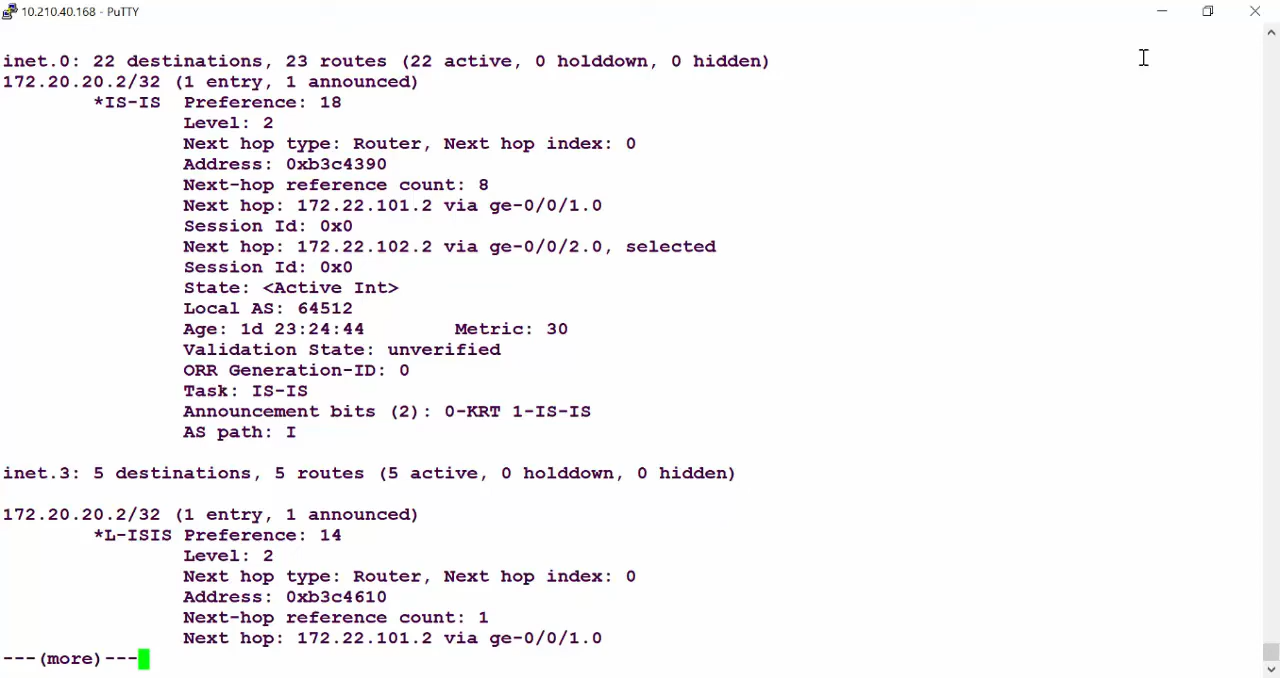 10.210.40.168 - PuTTY
inet.0: 22 destinations, 23 routes (22 active, 0 holddown, 0 hidden)
172.20.20.2/32 (1 entry, 1 announced)
        *IS-IS  Preference: 18
                Level: 2
                Next hop type: Router, Next hop index: 0
                Address: 0xb3c4390
                Next-hop reference count: 8
                Next hop: 172.22.101.2 via ge-0/0/1.0
                Session Id: 0x0
                Next hop: 172.22.102.2 via ge-0/0/2.0, selected
                Session Id: 0x0
                State: <Active Int>
                Local AS: 64512
                Age: 1d 23:24:44        Metric: 30
                Validation State: unverified
                ORR Generation-ID: 0
                Task: IS-IS
                Announcement bits (2): 0-KRT 1-IS-IS
                AS path: I
inet.3: 5 destinations, 5 routes (5 active, 0 holddown, 0 hidden)
172.20.20.2/32 (1 entry, 1 announced)
        *L-ISIS Preference: 14
                Level: 2
                Next hop type: Router, Next hop index: 0
                Address: 0xb3c4610
                Next-hop reference count: 1
                Next hop: 172.22.101.2 via ge-0/0/1.0
---(more)---